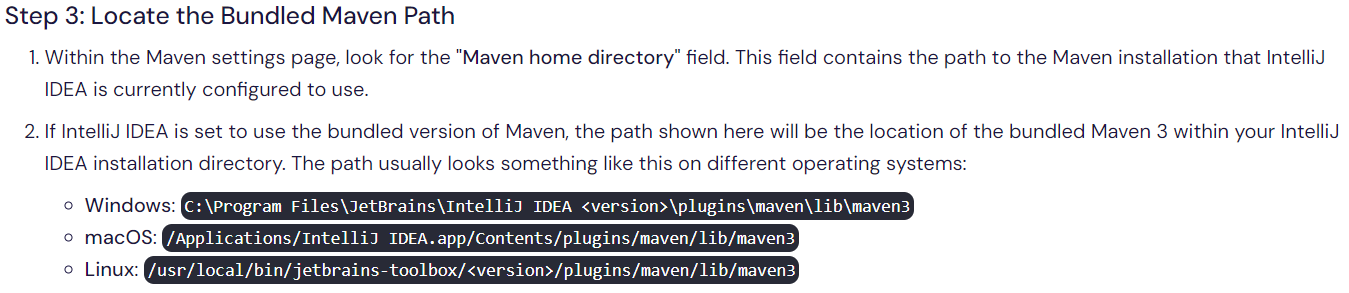 Step 3: Locate the Bundled Maven Path
1. Within the Maven settings page, look for the "Maven home directory" field. This field contains the path to the Maven installation that IntelliJ
IDEA is currently configured to use.
2. If IntelliJ IDEA is set to use the bundled version of Maven, the path shown here will be the location of the bundled Maven 3 within your IntelliJ
IDEA installation directory. The path usually looks something like this on different operating systems:
Windows: C:\Program Files\JetBrains\IntelliJ IDEA <version>\plugins\maven\lib\maven3
macOS: /Applications/IntelliJ IDEA.app/Contents/plugins/maven/lib/maven3
Linux: /usr/local/bin/jetbrains-toolbox/<version>/plugins/maven/lib/maven3